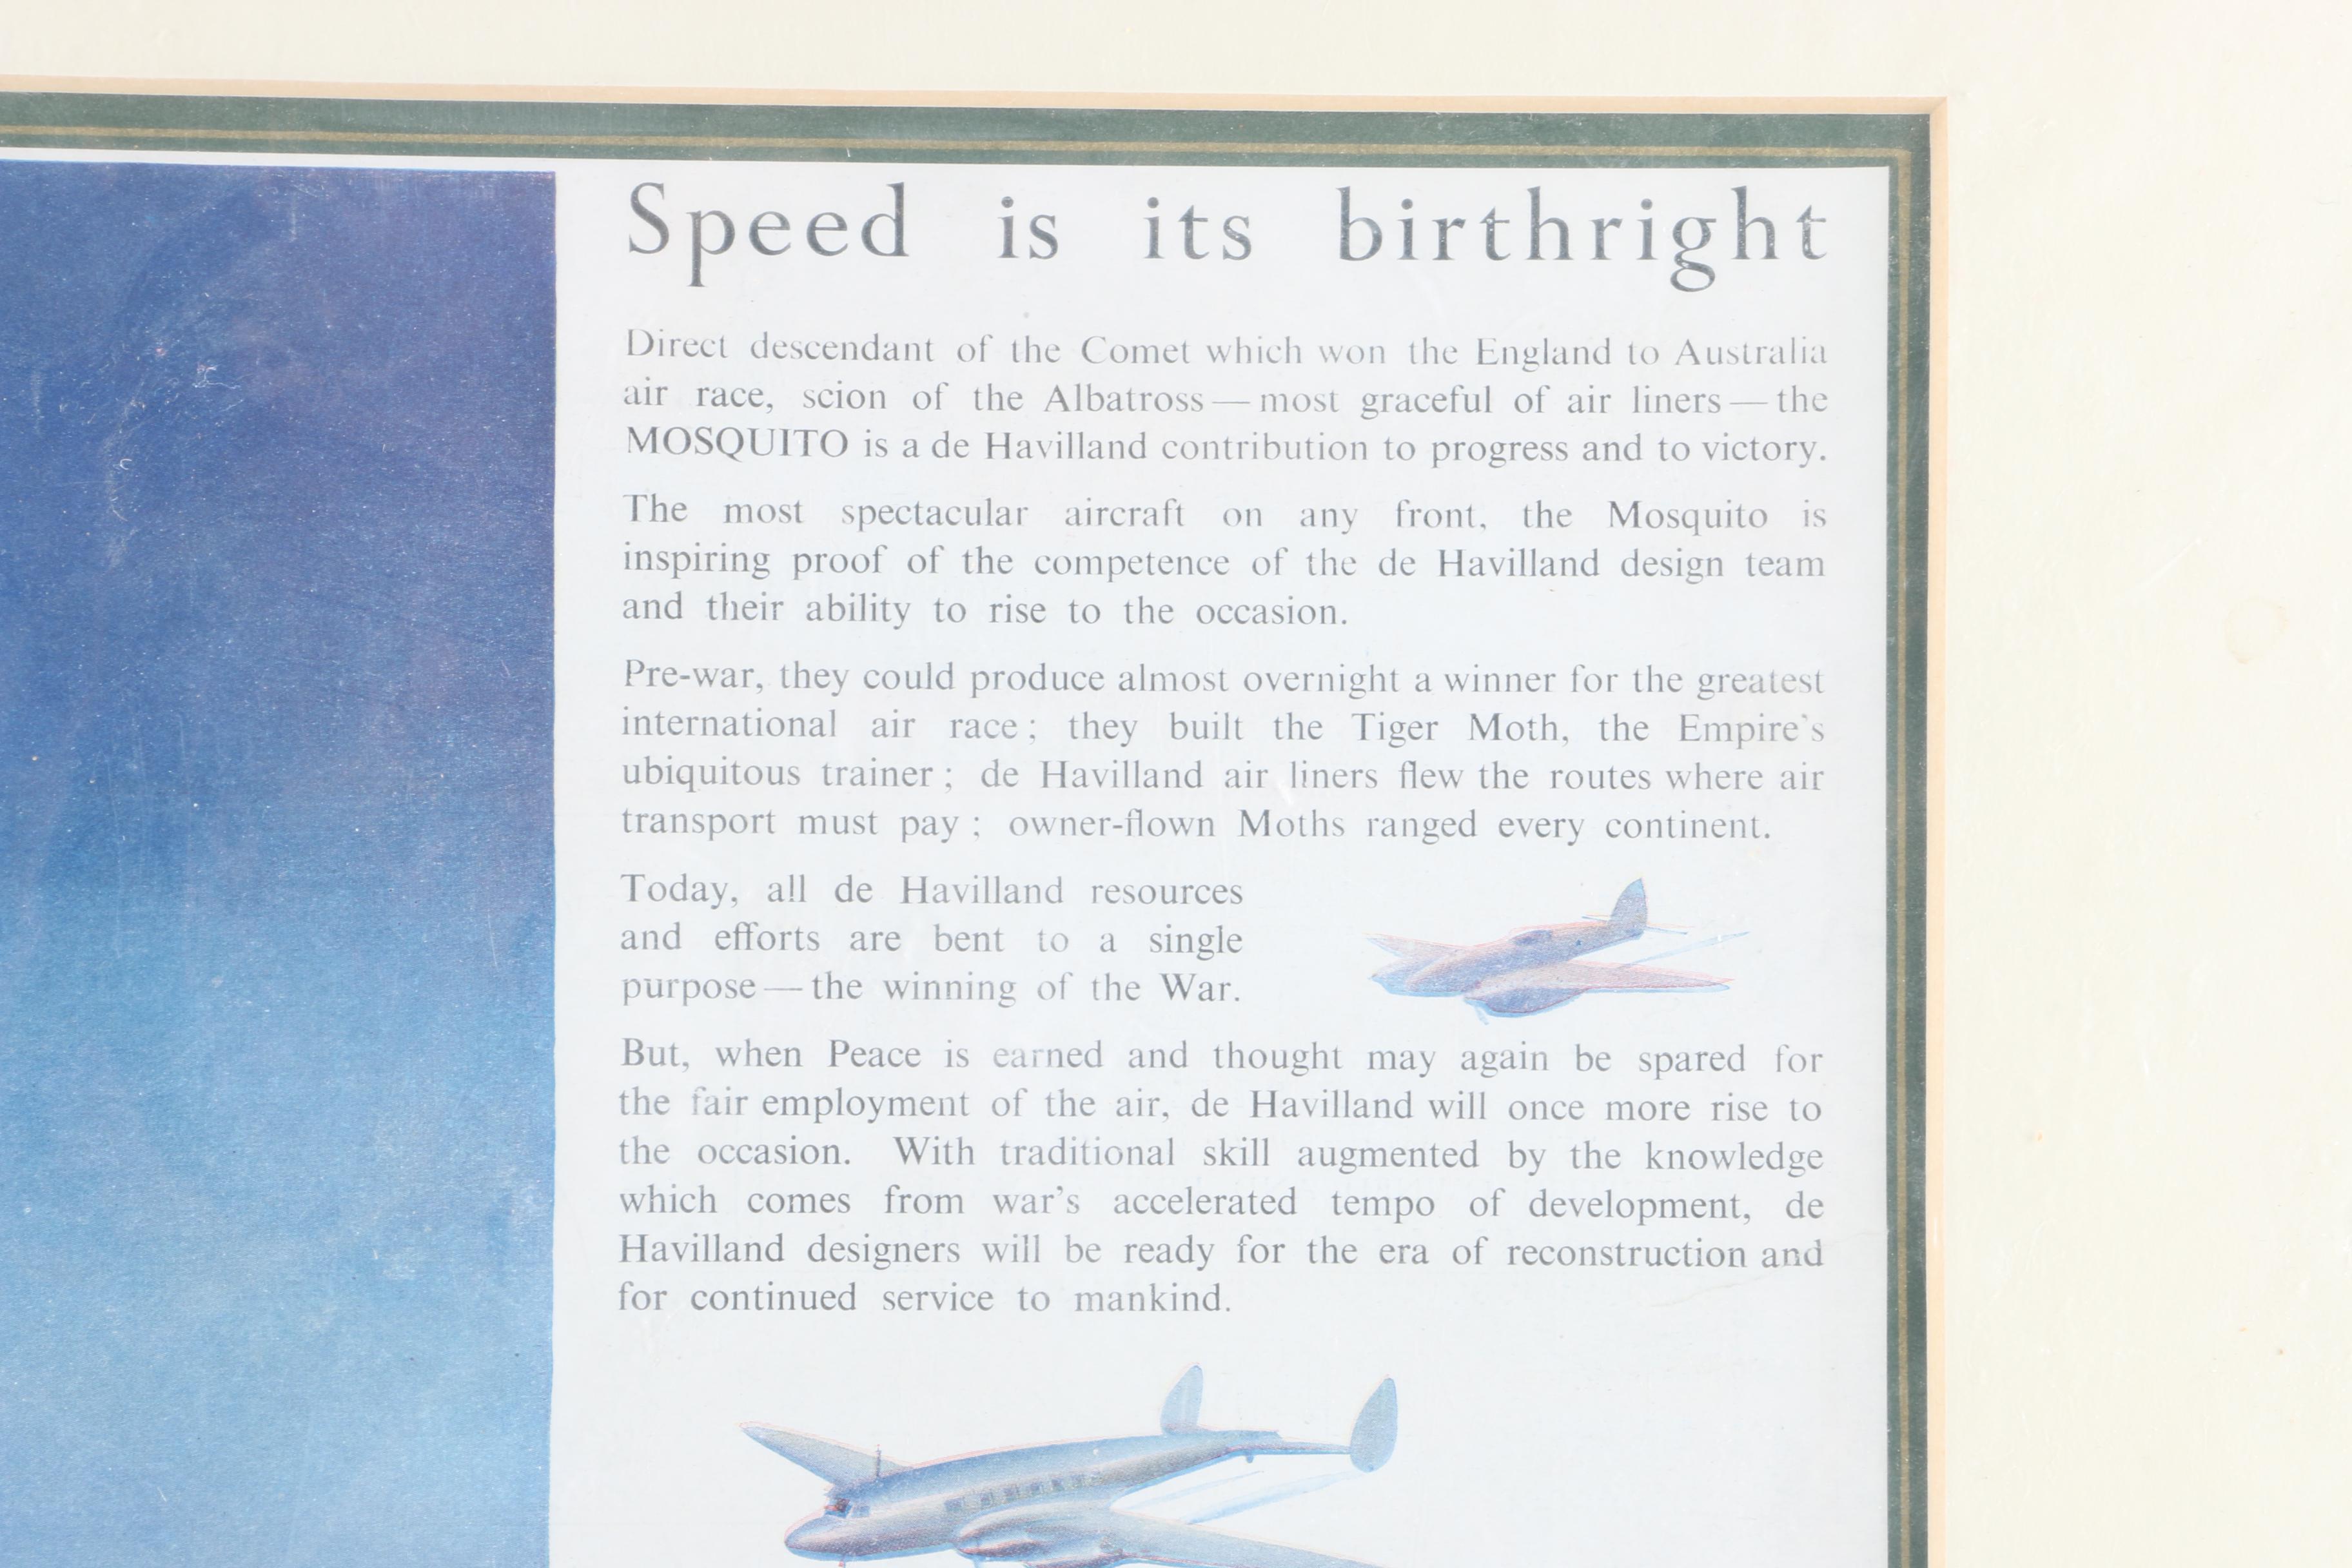 Speed is its birthright
Direct descendant of the Comet which won the England to Australia
air race, scion of the Albatross — most graceful of air liners — the
MOSQUITO is a de Havilland contribution to progress and to victory.
The most spectacular aircraft on any front, the Mosquito is
inspiring proof of the competence of the de Havilland design team
and their ability to rise to the occasion.
Pre-war, they could produce almost overnight a winner for the greatest
international air race ; they built the Tiger Moth, the Empire's
ubiquitous trainer ; de Havilland air liners flew the routes where air
transport must pay ; owner-flown Moths ranged every continent.
Today, all de Havilland resources
and efforts are bent to a single
purpose — the winning of the War.
But, when Peace is earned and thought may again be spared for
the fair employment of the air, de Havilland will once more rise to
the occasion. With traditional skill augmented by the knowledge
which comes from war's accelerated tempo of development, de
Havilland designers will be ready for the era of reconstruction and
for continued service to mankind.